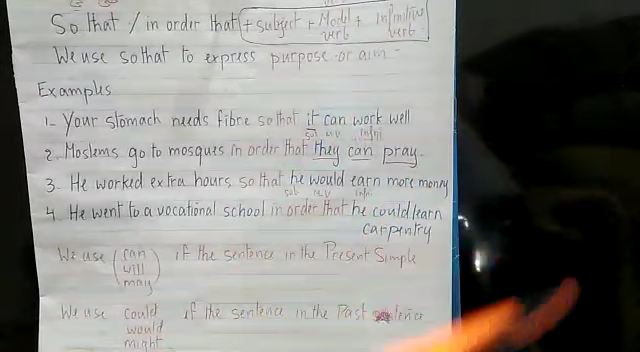 So that / in order that + subject + Model verb + infinitive verb
We use so that to express purpose or aim
Examples
1- Your stomach needs fibre so that it can work well
sub m.v infini
2. Moslems go to mosques in order that they can pray.
3. He worked extra hours so that he would earn more money
sub m.v infini
4. He went to a vocational school in order that he could learn
carpentry
We use (can will may) if the sentence in the Present Simple
We use could would might if the sentence in the Past